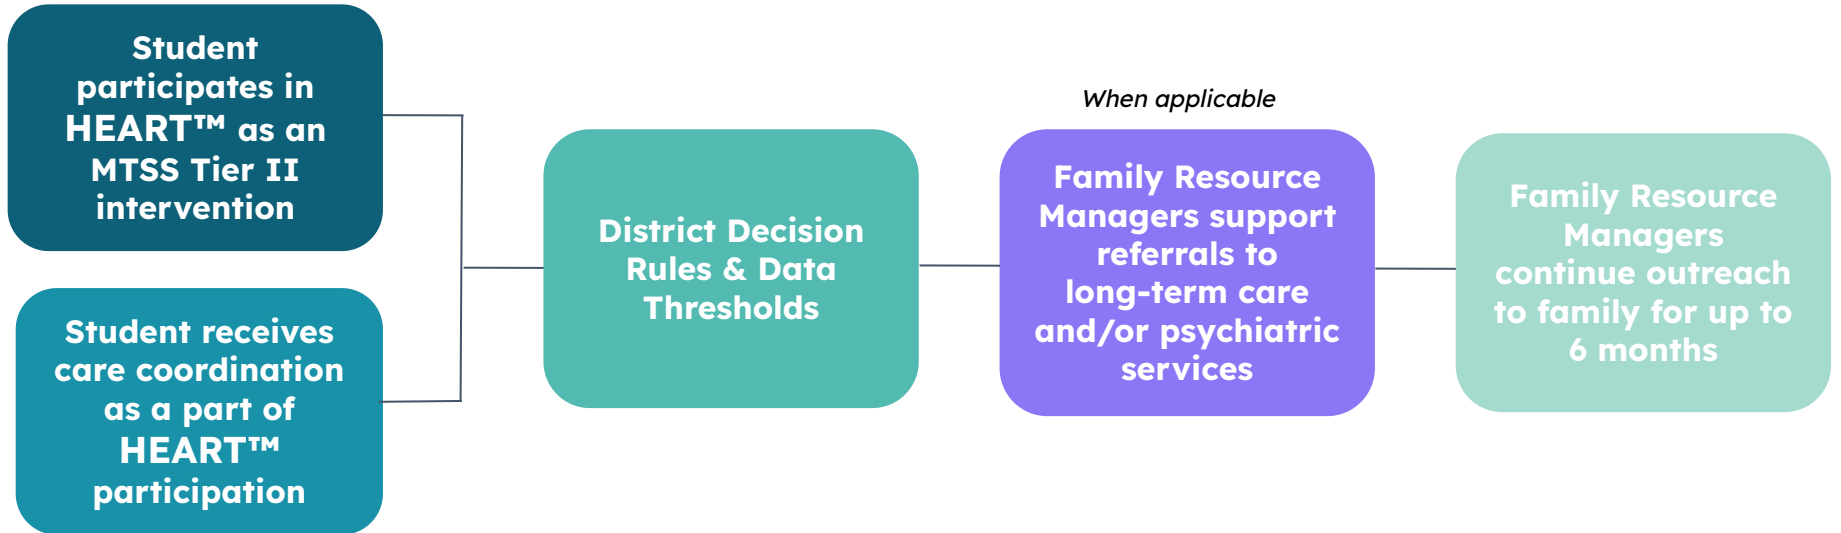 Student
participates in
HEART™ as an
MTSS Tier II
intervention
Student receives
care coordination
as a part of
HEART™
participation
District Decision
Rules & Data
Thresholds
When applicable
Family Resource
Managers support
referrals to
long-term care
and/or psychiatric
services
Family Resource
Managers
continue outreach
to family for up to
6 months